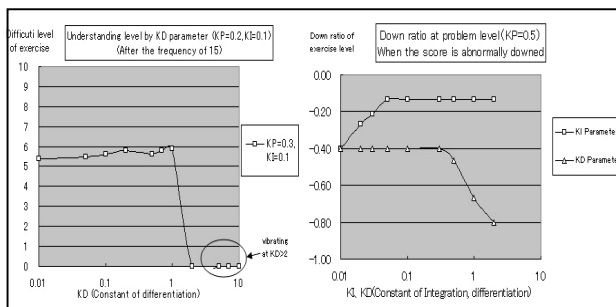 Difficulti level
of exercise
Understanding level by KD parameter (KP=0.2,KI=0.1)
(After the frequency of 15)
10
9
8
7
6
5
4
3
2
1
0
0.01
0.1
1
10
KD (Constant of differentiation)
KP=0.3,
KI=0.1
vibrating
at KD>2
Down ratio of
exercise level
Down ratio at problem level(KP=0.5)
When the score is abnormally downed
0.00
-0.20
-0.40
-0.60
-0.80
-1.00
0.01
0.1
1
10
KI, KD(Constant of Integration, differentiation)
KI Paramete
KD Paramete